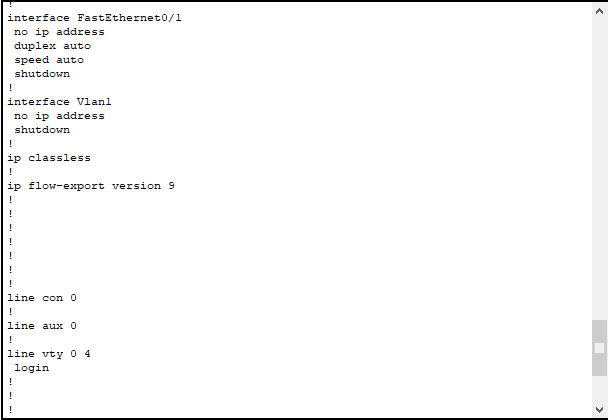 !
interface FastEthernet0/1
 no ip address
 duplex auto
 speed auto
 shutdown
!
interface Vlan1
 no ip address
 shutdown
!
ip classless
!
ip flow-export version 9
!
!
!
!
!
!
!
line con 0
!
line aux 0
!
line vty 0 4
 login
!
!
!